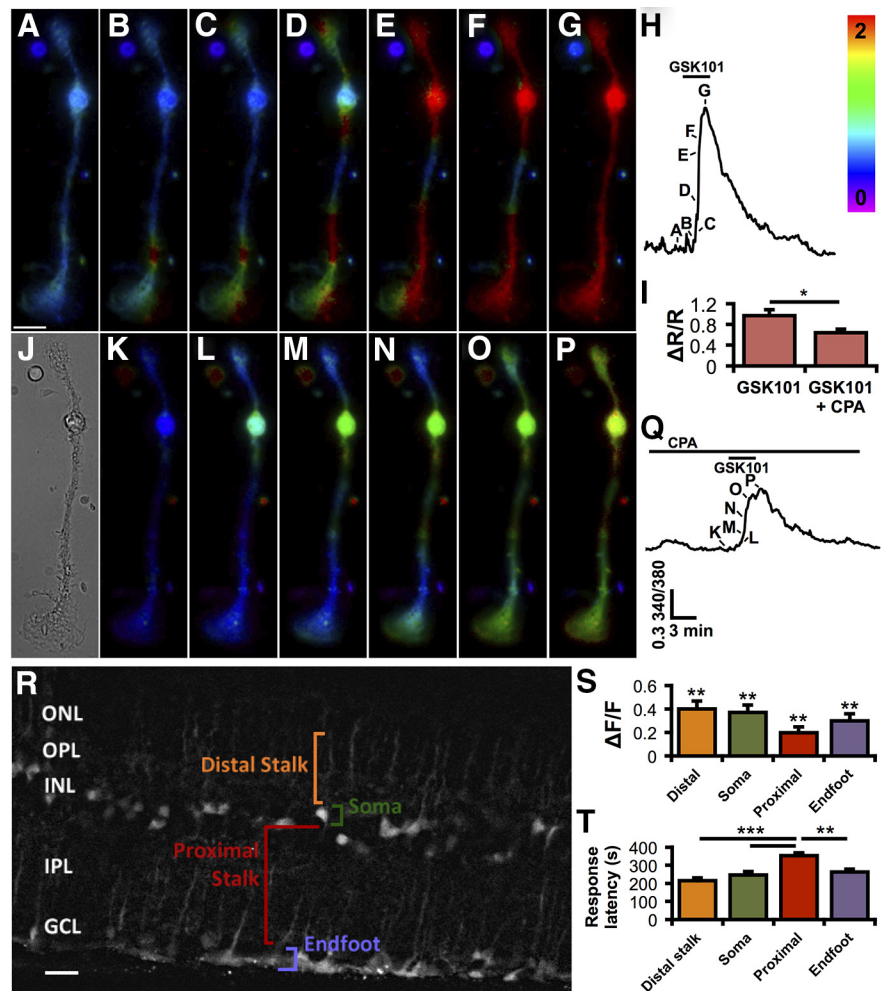 A B C D E F G
H
GSK101
G
F
E
D
A B C
2
0
I
ΔR/R
1.2
0.8
0.4
0
*
GSK101
GSK101
+ CPA
J K L M N O P
Q
CPA
GSK101
P
O
N
M
K L
0.3 340/380
3 min
R
ONL
OPL
INL
IPL
GCL
Distal Stalk
Soma
Proximal
Stalk
Endfoot
S
ΔF/F
0.6
0.4
0.2
0
** ** ** **
Distal
Soma
Proximal
Endfoot
T
Response
latency (s)
400
300
200
100
0
*** **
Distal stalk
Soma
Proximal
Endfoot